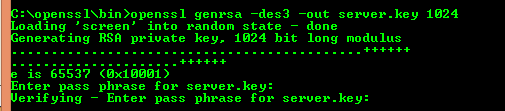 C:\openssl\bin>openssl genrsa -des3 -out server.key 1024
Loading 'screen' into random state - done
Generating RSA private key, 1024 bit long modulus
...........................................++++++
.....................++++++
e is 65537 (0x10001)
Enter pass phrase for server.key:
Verifying - Enter pass phrase for server.key: